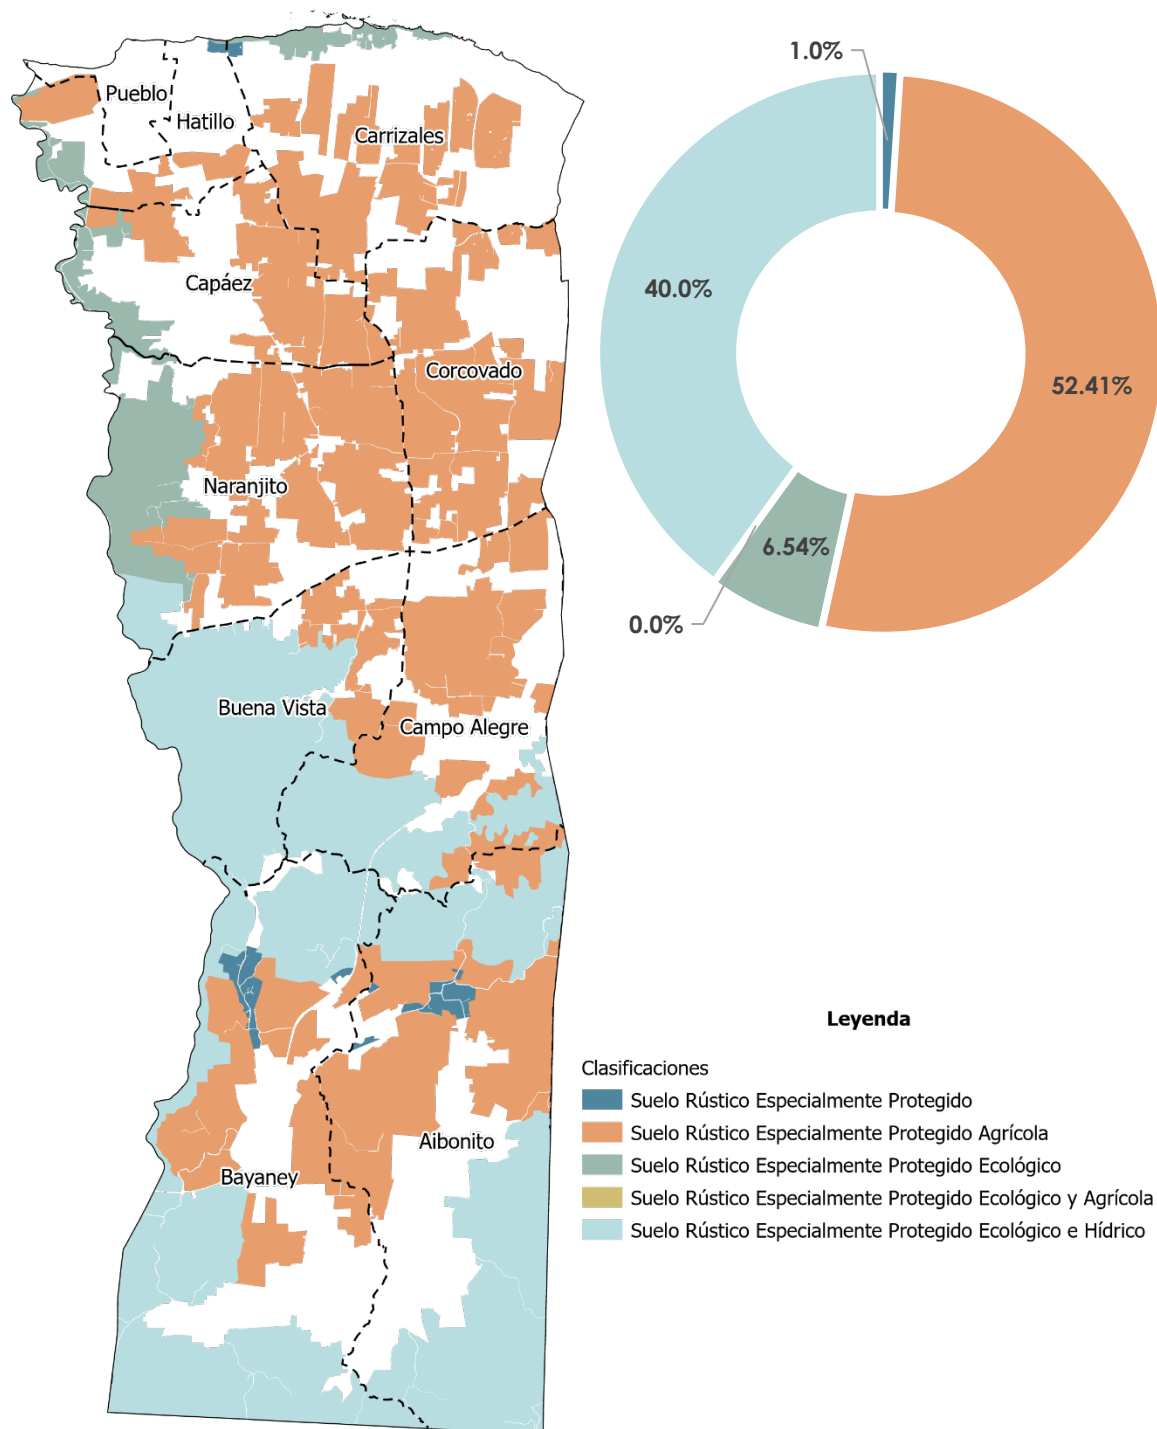 1.0%
Pueblo
Hatillo
Carrizales
Capáez
40.0%
Corcovado
52.41%
Naranjito
6.54%
0.0%
Buena Vista
Campo Alegre
Leyenda
Clasificaciones
Suelo Rústico Especialmente Protegido
Suelo Rústico Especialmente Protegido Agrícola
Suelo Rústico Especialmente Protegido Ecológico
Suelo Rústico Especialmente Protegido Ecológico y Agrícola
Suelo Rústico Especialmente Protegido Ecológico e Hídrico
Aibonito
Bayaney